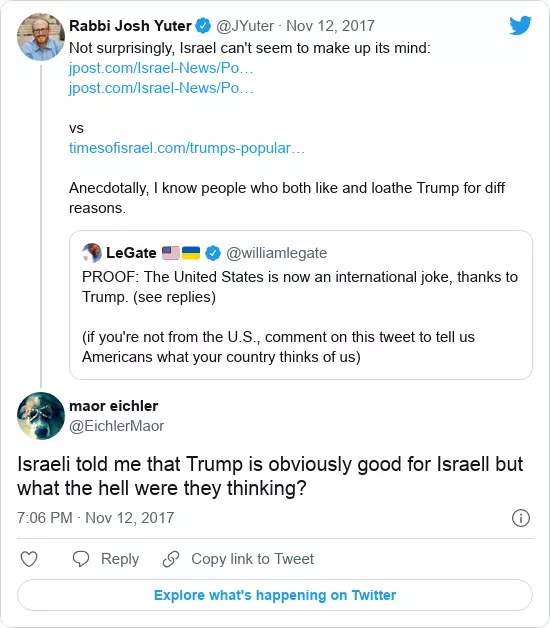 Rabbi Josh Yuter @JYuter · Nov 12, 2017
Not surprisingly, Israel can't seem to make up its mind:
jpost.com/Israel-News/Po…
jpost.com/Israel-News/Po…
vs
timesofisrael.com/trumps-popular…
Anecdotally, I know people who both like and loathe Trump for diff
reasons.
LeGate 🇺🇸🇺🇦 @williamlegate
PROOF: The United States is now an international joke, thanks to
Trump. (see replies)
(if you're not from the U.S., comment on this tweet to tell us
Americans what your country thinks of us)
maor eichler
@EichlerMaor
Israeli told me that Trump is obviously good for Israell but
what the hell were they thinking?
7:06 PM · Nov 12, 2017
Reply Copy link to Tweet
Explore what's happening on Twitter